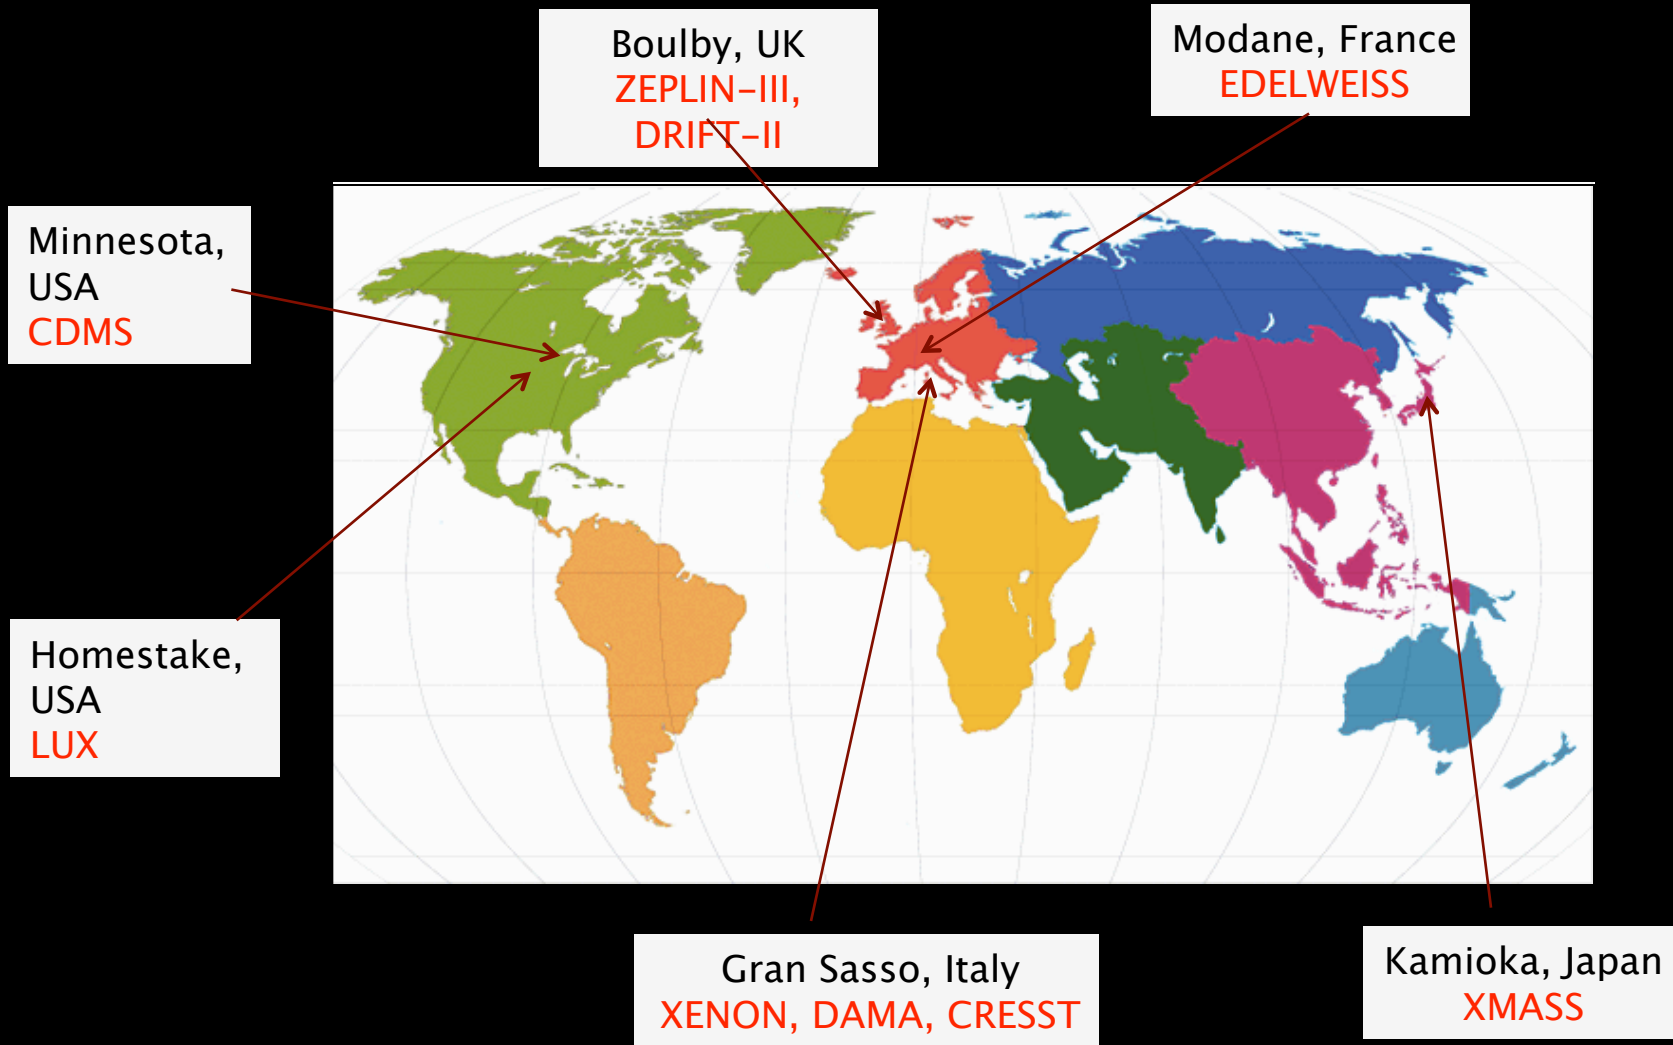 Boulby, UK
ZEPLIN-III,
DRIFT-II
Modane, France
EDELWEISS
Minnesota,
USA
CDMS
Homestake,
USA
LUX
Gran Sasso, Italy
XENON, DAMA, CRESST
Kamioka, Japan
XMASS